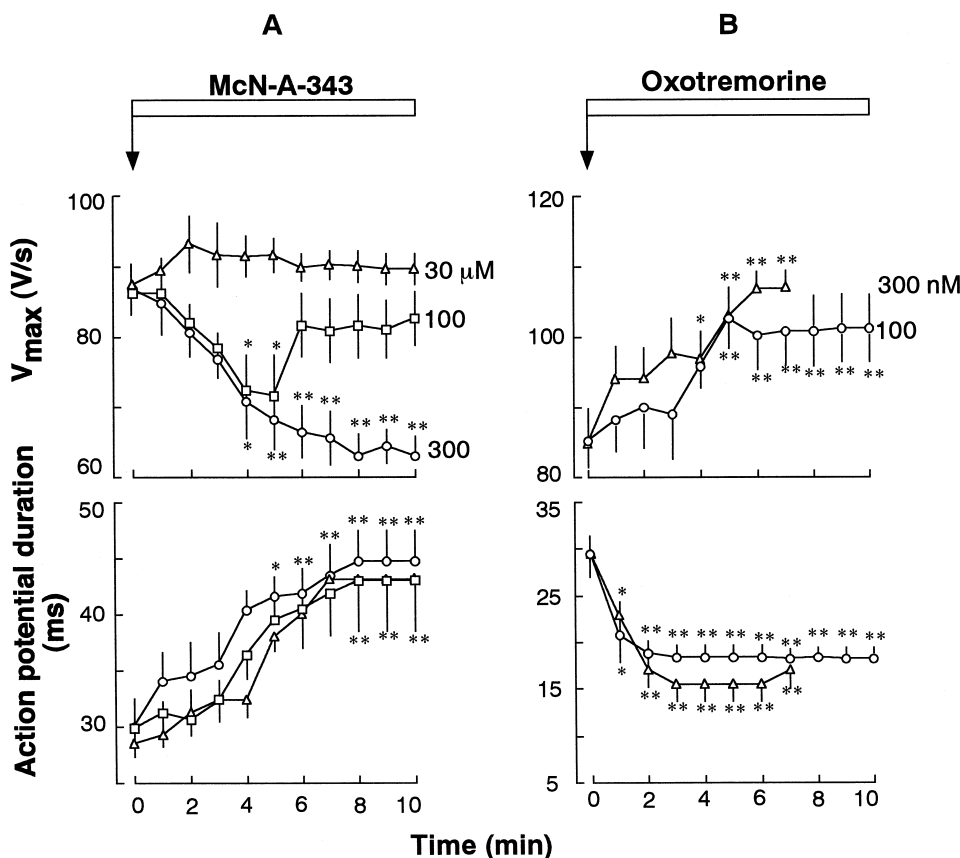 A
B
McN-A-343
Oxotremorine
100
80
60
V max (V/s)
30 μM
100
300
* *
** **
** ** **
* **
120
100
80
300 nM
100
* ** ** **
** ** ** ** ** **
50
40
30
Action potential duration (ms)
* ** ** ** ** **
** ** **
35
25
15
5
* ** ** ** ** ** ** ** ** **
* ** ** ** ** ** **
0 2 4 6 8 10
0 2 4 6 8 10
Time (min)